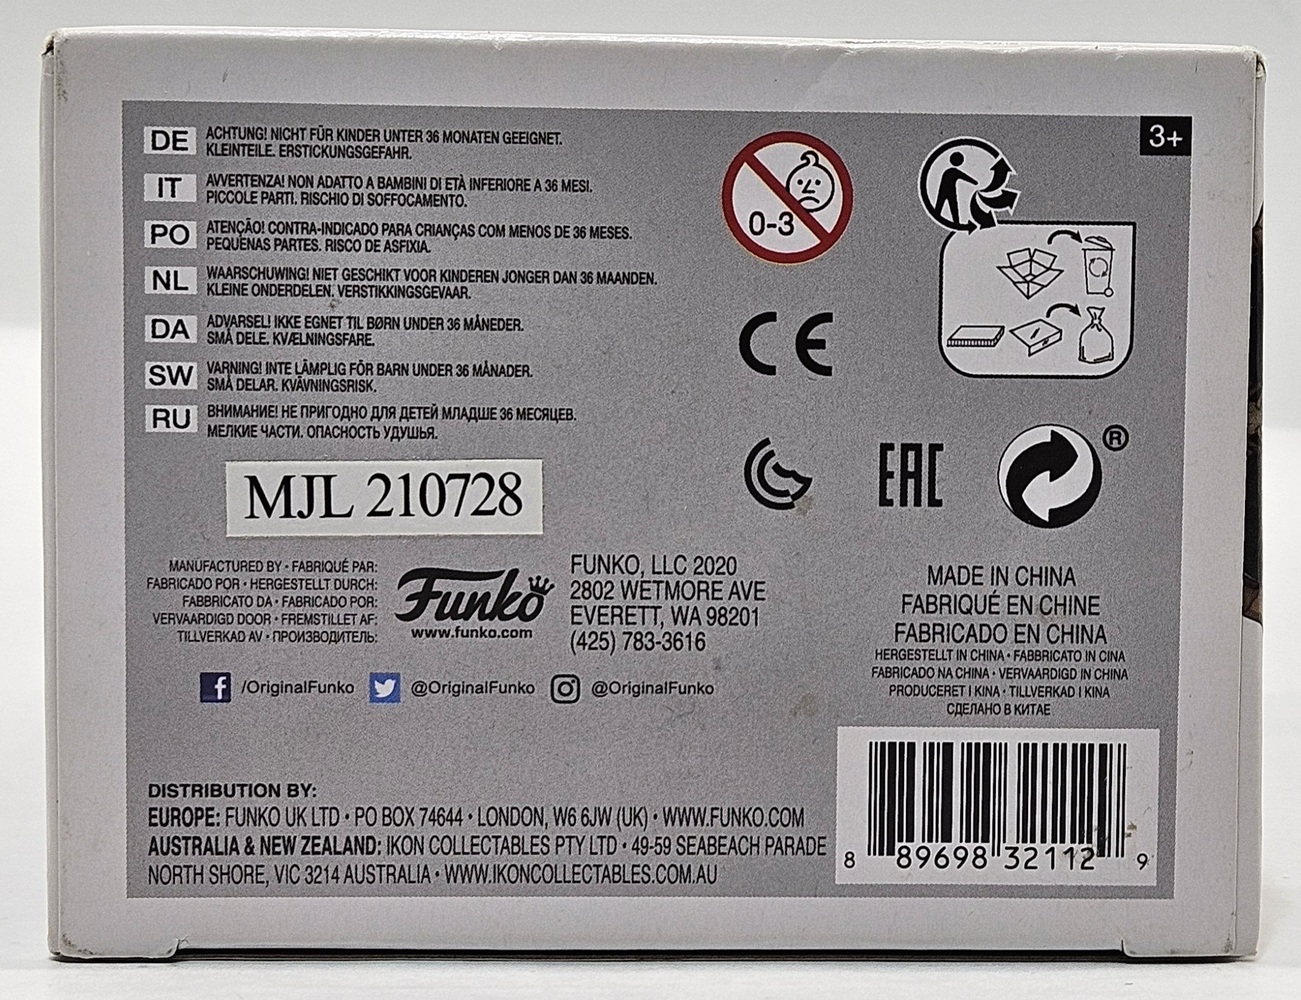 DE ACHTUNG! NICHT FÜR KINDER UNTER 36 MONATEN GEEIGNET.
KLEINTEILE. ERSTICKUNGSGEFAHR.
IT AVVERTENZA! NON ADATTO A BAMBINI DI ETÀ INFERIORE A 36 MESI.
PICCOLE PARTI. RISCHIO DI SOFFOCAMENTO.
PO ATENÇÃO! CONTRA-INDICADO PARA CRIANÇAS COM MENOS DE 36 MESES.
PEQUENAS PARTES. RISCO DE ASFIXIA.
NL WAARSCHUWING! NIET GESCHIKT VOOR KINDEREN JONGER DAN 36 MAANDEN.
KLEINE ONDERDELEN. VERSTIKKINGSGEVAAR.
DA ADVARSEL! IKKE EGNET TIL BØRN UNDER 36 MÅNEDER.
SMÅ DELE. KVÆLNINGSFARE.
SW VARNING! INTE LÄMPLIG FÖR BARN UNDER 36 MÅNADER.
SMÅ DELAR. KVÄVNINGSRISK.
RU ВНИМАНИЕ! НЕ ПРИГОДНО ДЛЯ ДЕТЕЙ МЛАДШЕ 36 МЕСЯЦЕВ.
МЕЛКИЕ ЧАСТИ. ОПАСНОСТЬ УДУШЬЯ.
0-3
3+
CE
EAC
®
MJL 210728
MANUFACTURED BY • FABRIQUÉ PAR:
FABRICADO POR • HERGESTELLT DURCH:
FABBRICATO DA • FABRICADO POR:
VERVAARDIGD DOOR • FREMSTILLET AF:
TILLVERKAD AV • ПРОИЗВОДИТЕЛЬ:
Funko
www.funko.com
FUNKO, LLC 2020
2802 WETMORE AVE
EVERETT, WA 98201
(425) 783-3616
/OriginalFunko @OriginalFunko @OriginalFunko
MADE IN CHINA
FABRIQUÉ EN CHINE
FABRICADO EN CHINA
HERGESTELLT IN CHINA • FABBRICATO IN CINA
FABRICADO NA CHINA • VERVAARDIGD IN CHINA
PRODUCERET I KINA • TILLVERKAD I KINA
СДЕЛАНО В КИТАЕ
DISTRIBUTION BY:
EUROPE: FUNKO UK LTD • PO BOX 74644 • LONDON, W6 6JW (UK) • WWW.FUNKO.COM
AUSTRALIA & NEW ZEALAND: IKON COLLECTABLES PTY LTD • 49-59 SEABEACH PARADE
NORTH SHORE, VIC 3214 AUSTRALIA • WWW.IKONCOLLECTABLES.COM.AU
8 89698 32112 9